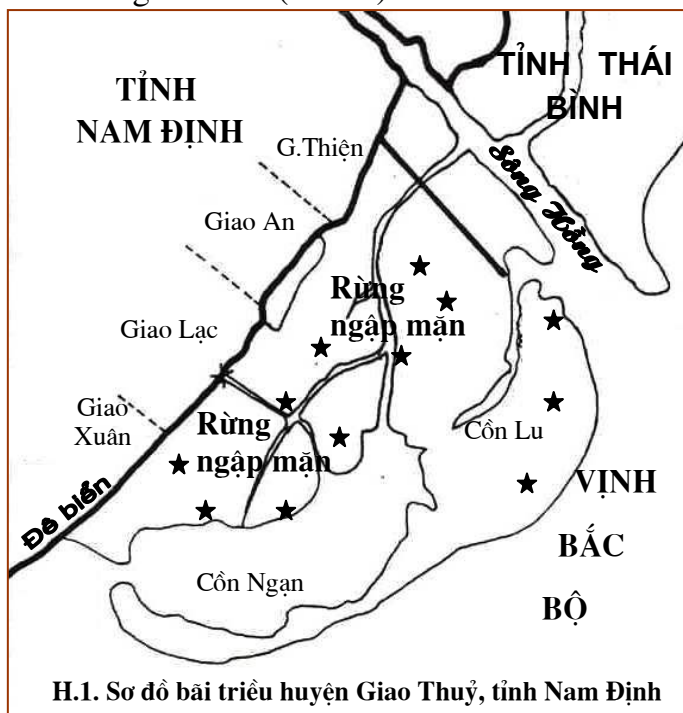 TỈNH THÁI
BÌNH
TỈNH
NAM ĐỊNH
G.Thiện
Sông Hồng
Giao An
Rừng
ngập mặn
Giao Lạc
Giao
Xuân
Rừng
ngập mặn
Cồn Lu
Đê biển
VỊNH
BẮC
BỘ
Cồn Ngạn
H.1. Sơ đồ bãi triều huyện Giao Thuỷ, tỉnh Nam Định